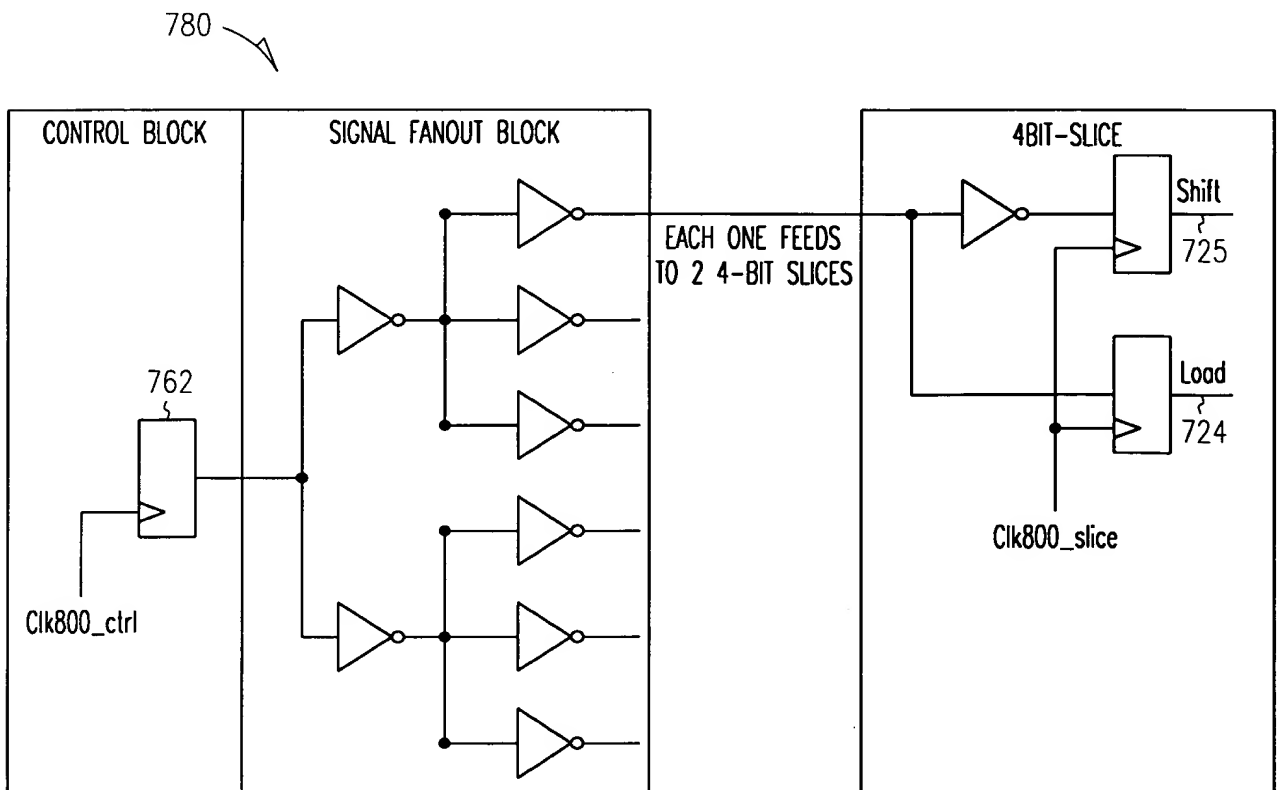 780
CONTROL BLOCK
SIGNAL FANOUT BLOCK
4BIT-SLICE
Shift
725
EACH ONE FEEDS
TO 2 4-BIT SLICES
762
Load
724
Clk800_slice
Clk800_ctrl